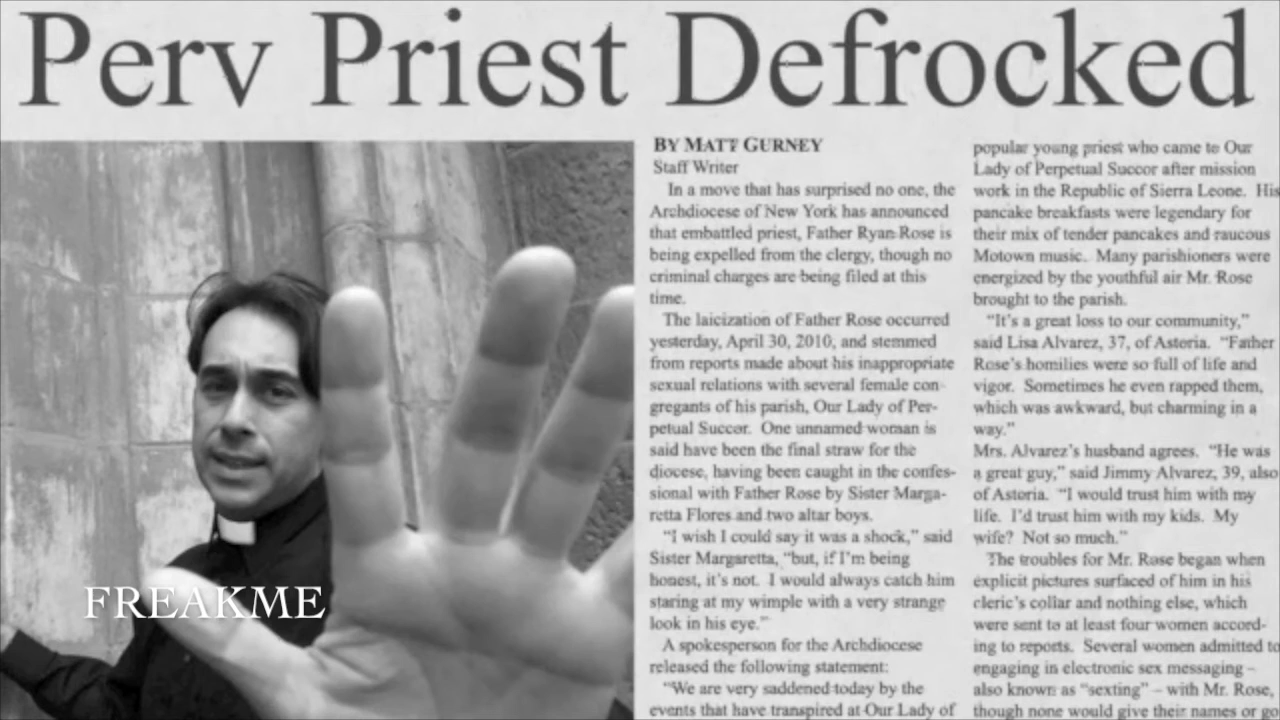 Perv Priest Defrocked
BY MATT GURNEY
Staff Writer
In a move that has surprised no one, the
Archdiocese of New York has announced
that embattled priest, Father Ryan Rose is
being expelled from the clergy, though no
criminal charges are being filed at this
time.
The laicization of Father Rose occurred
yesterday, April 30, 2010, and stemmed
from reports made about his inappropriate
sexual relations with several female con-
gregants of his parish, Our Lady of Per-
petual Succor. One unnamed woman is
said have been the final straw for the
diocese, having been caught in the confes-
sional with Father Rose by Sister Marga-
retta Flores and two altar boys.
"I wish I could say it was a shock," said
Sister Margaretta, "but, if I'm being
honest, it's not. I would always catch him
staring at my wimple with a very strange
look in his eye."
A spokesperson for the Archdiocese
released the following statement:
"We are very saddened today by the
events that have transpired at Our Lady of
popular young priest who came to Our
Lady of Perpetual Succor after mission
work in the Republic of Sierra Leone. His
pancake breakfasts were legendary for
their mix of tender pancakes and raucous
Motown music. Many parishioners were
energized by the youthful air Mr. Rose
brought to the parish.
"It's a great loss to our community,"
said Lisa Alvarez, 37, of Astoria. "Father
Rose's homilies were so full of life and
vigor. Sometimes he even rapped them,
which was awkward, but charming in a
way."
Mrs. Alvarez's husband agrees. "He was
a great guy," said Jimmy Alvarez, 39, also
of Astoria. "I would trust him with my
life. I'd trust him with my kids. My
wife? Not so much."
The troubles for Mr. Rose began when
explicit pictures surfaced of him in his
cleric's collar and nothing else, which
were sent to at least four women accord-
ing to reports. Several women admitted to
engaging in electronic sex messaging –
also known as "sexting" – with Mr. Rose,
though none would give their names or go
FREAKME